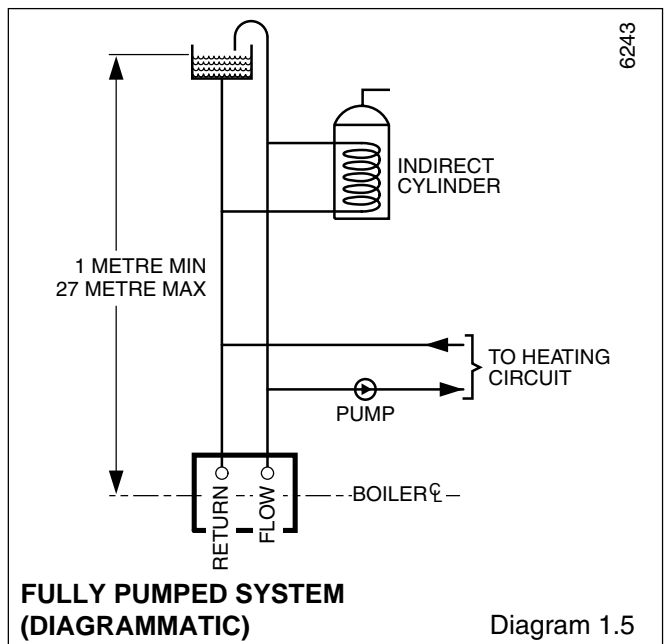 6243
INDIRECT
CYLINDER
1 METRE MIN
27 METRE MAX
TO HEATING
CIRCUIT
PUMP
RETURN
FLOW
BOILER ℄
FULLY PUMPED SYSTEM
(DIAGRAMMATIC)
Diagram 1.5